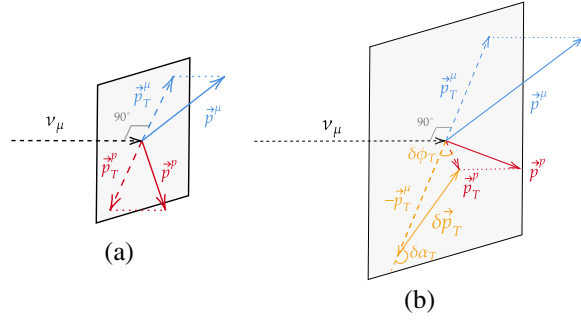 ν_μ
90°
p⃗_T^μ
p⃗^μ
p⃗_T^p
p⃗^p
(a)
ν_μ
90°
p⃗_T^μ
p⃗^μ
δϕ_T
p⃗_T^p
p⃗^p
−p⃗_T^μ
δp⃗_T
δα_T
(b)